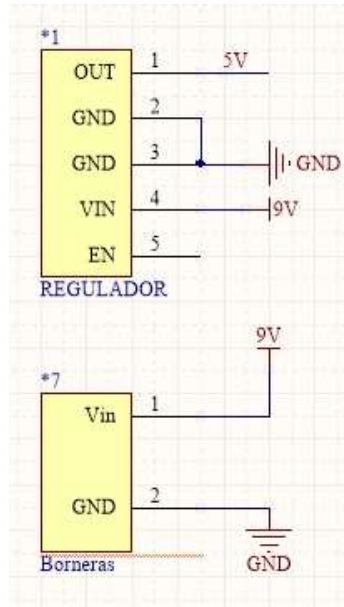 *1
OUT 1 5V
GND 2
GND 3 GND
VIN 4 9V
EN 5
REGULADOR
9V
*7
Vin 1
GND 2
Borneras GND